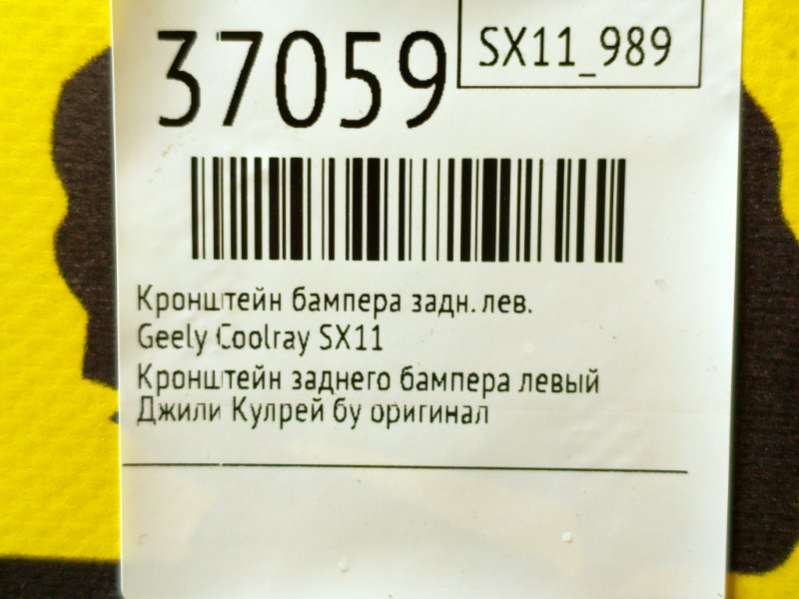 37059
SX11_989
Кронштейн бампера задн. лев.
Geely Coolray SX11
Кронштейн заднего бампера левый
Джили Кулрей бу оригинал